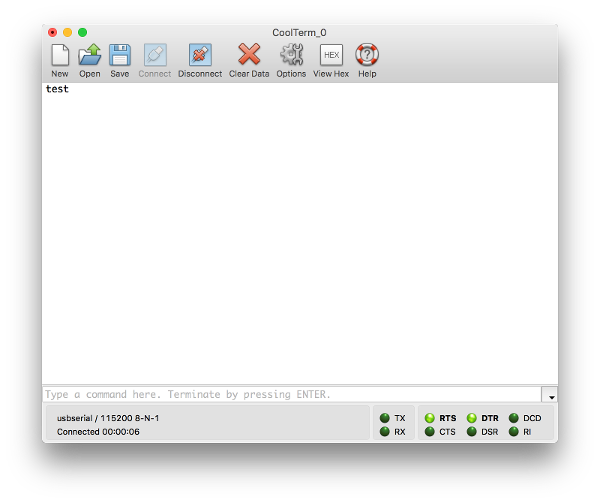 CoolTerm_0
New Open Save Connect Disconnect Clear Data Options HEX View Hex ? Help
test
Type a command here. Terminate by pressing ENTER.
usbserial / 115200 8-N-1
Connected 00:00:06
TX RTS DTR DCD
RX CTS DSR RI